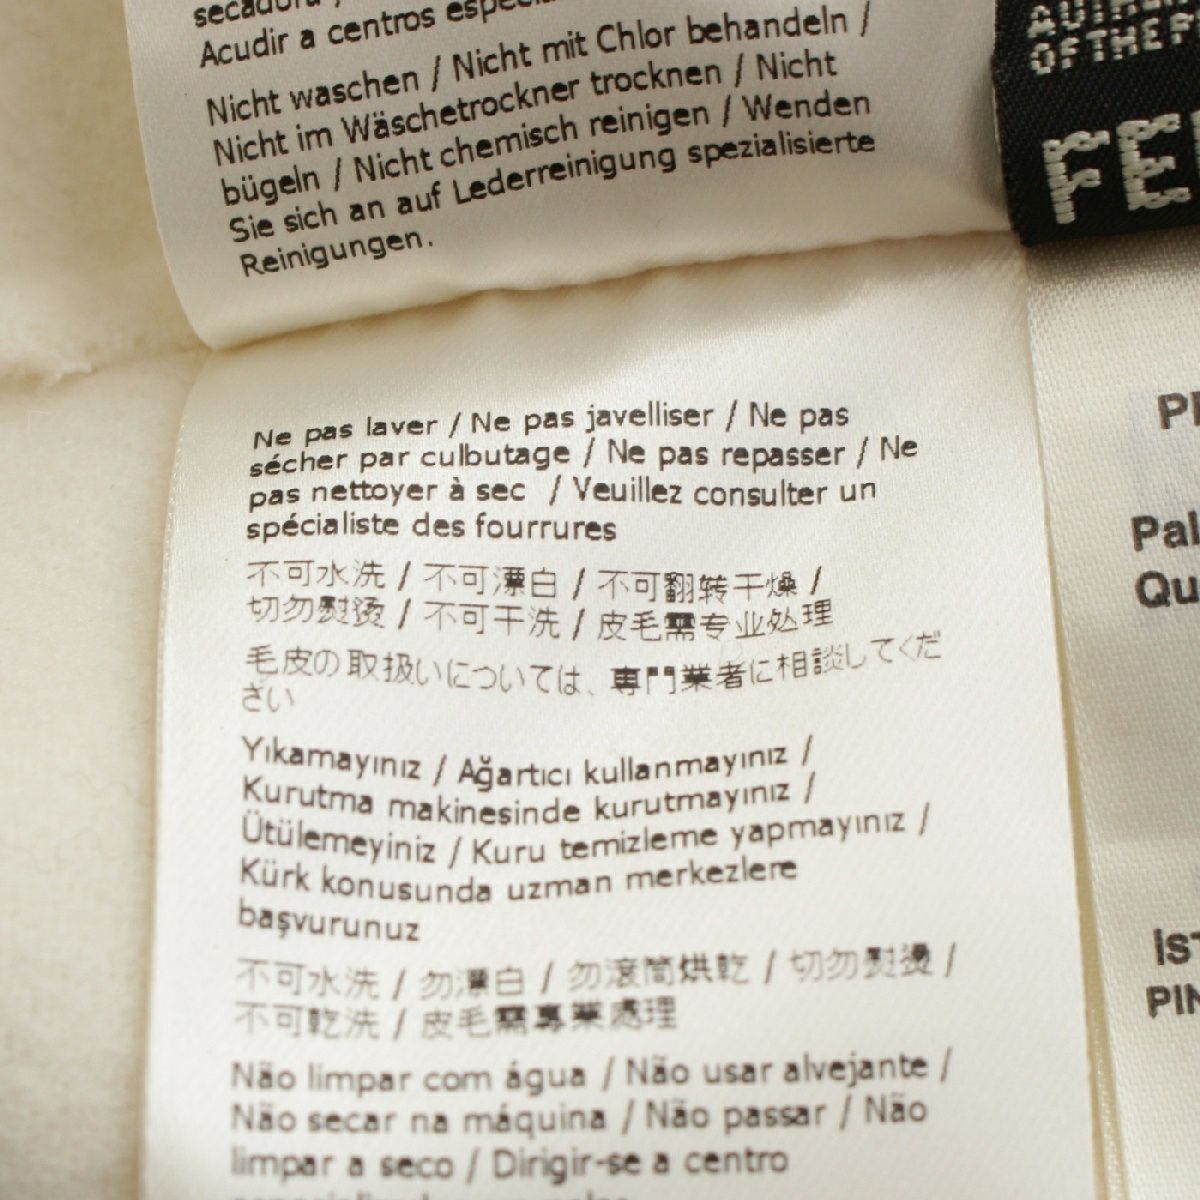 Acudir a centros
Nicht waschen / Nicht mit Chlor behandeln /
Nicht im Wäschetrockner trocknen / Nicht
bügeln / Nicht chemisch reinigen / Wenden
Sie sich an auf Lederreinigung spezialisierte
Reinigungen.
OF THE
FE
Ne pas laver / Ne pas javelliser / Ne pas
sécher par culbutage / Ne pas repasser / Ne
pas nettoyer à sec / Veuillez consulter un
spécialiste des fourrures
不可水洗 / 不可漂白 / 不可翻转干燥 /
切勿熨烫 / 不可干洗 / 皮毛需专业处理
毛皮の取扱いについては、専門業者に相談してくだ
さい
Yıkamayınız / Ağartıcı kullanmayınız /
Kurutma makinesinde kurutmayınız /
Ütülemeyiniz / Kuru temizleme yapmayınız /
Kürk konusunda uzman merkezlere
başvurunuz
不可水洗 / 勿漂白 / 勿滾筒烘乾 / 切勿熨燙 /
不可乾洗 / 皮毛需專業處理
Não limpar com água / Não usar alvejante /
Não secar na máquina / Não passar / Não
limpar a seco / Dirigir-se a centro
Pal
Qu
İST
PIN